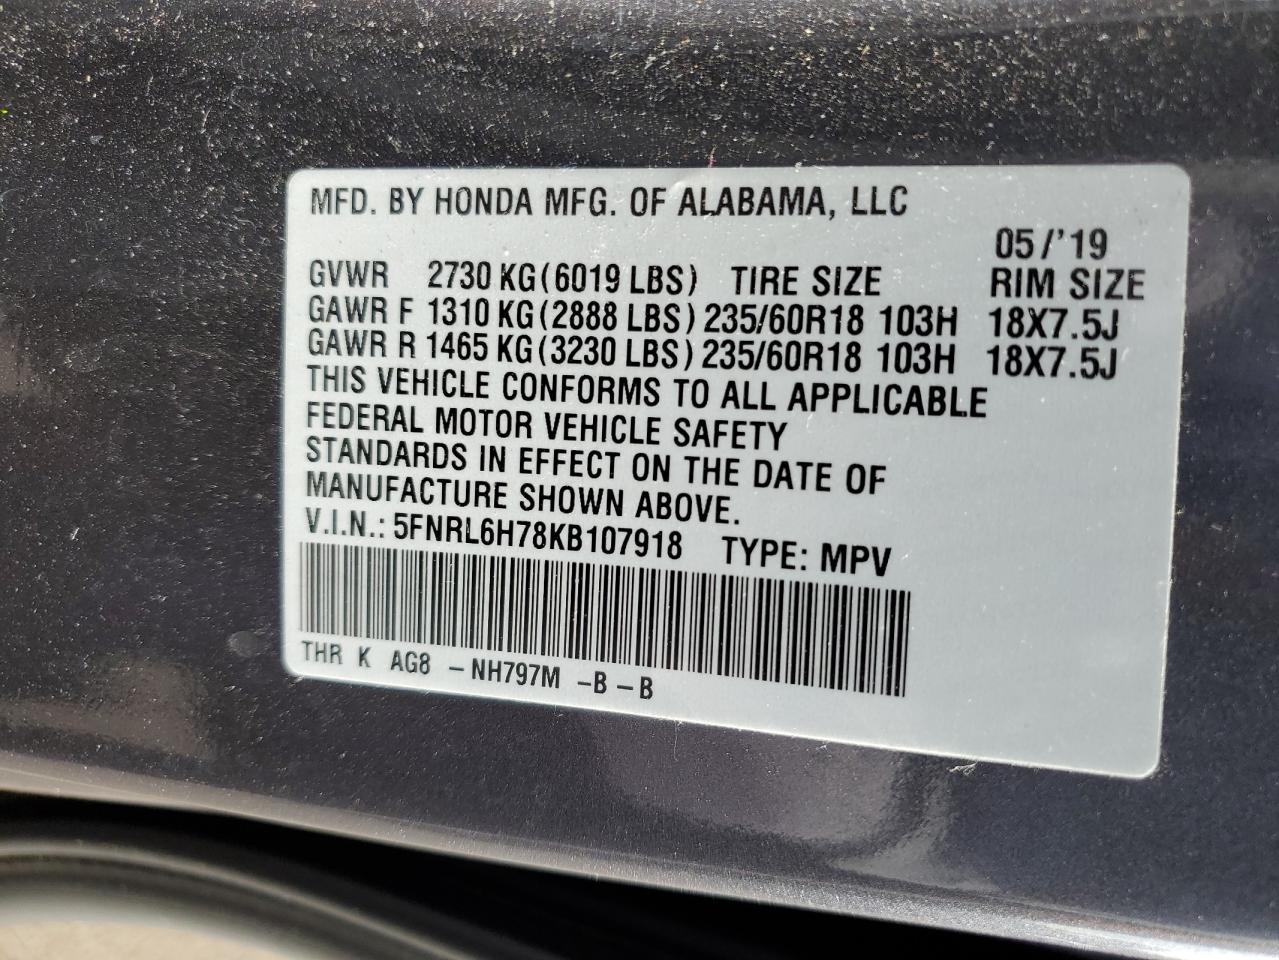 MFD. BY HONDA MFG. OF ALABAMA, LLC
05/'19
GVWR 2730 KG(6019 LBS) TIRE SIZE RIM SIZE
GAWR F 1310 KG(2888 LBS) 235/60R18 103H 18X7.5J
GAWR R 1465 KG(3230 LBS) 235/60R18 103H 18X7.5J
THIS VEHICLE CONFORMS TO ALL APPLICABLE
FEDERAL MOTOR VEHICLE SAFETY
STANDARDS IN EFFECT ON THE DATE OF
MANUFACTURE SHOWN ABOVE.
V.I.N.: 5FNRL6H78KB107918 TYPE: MPV
THR K AG8 -NH797M -B-B